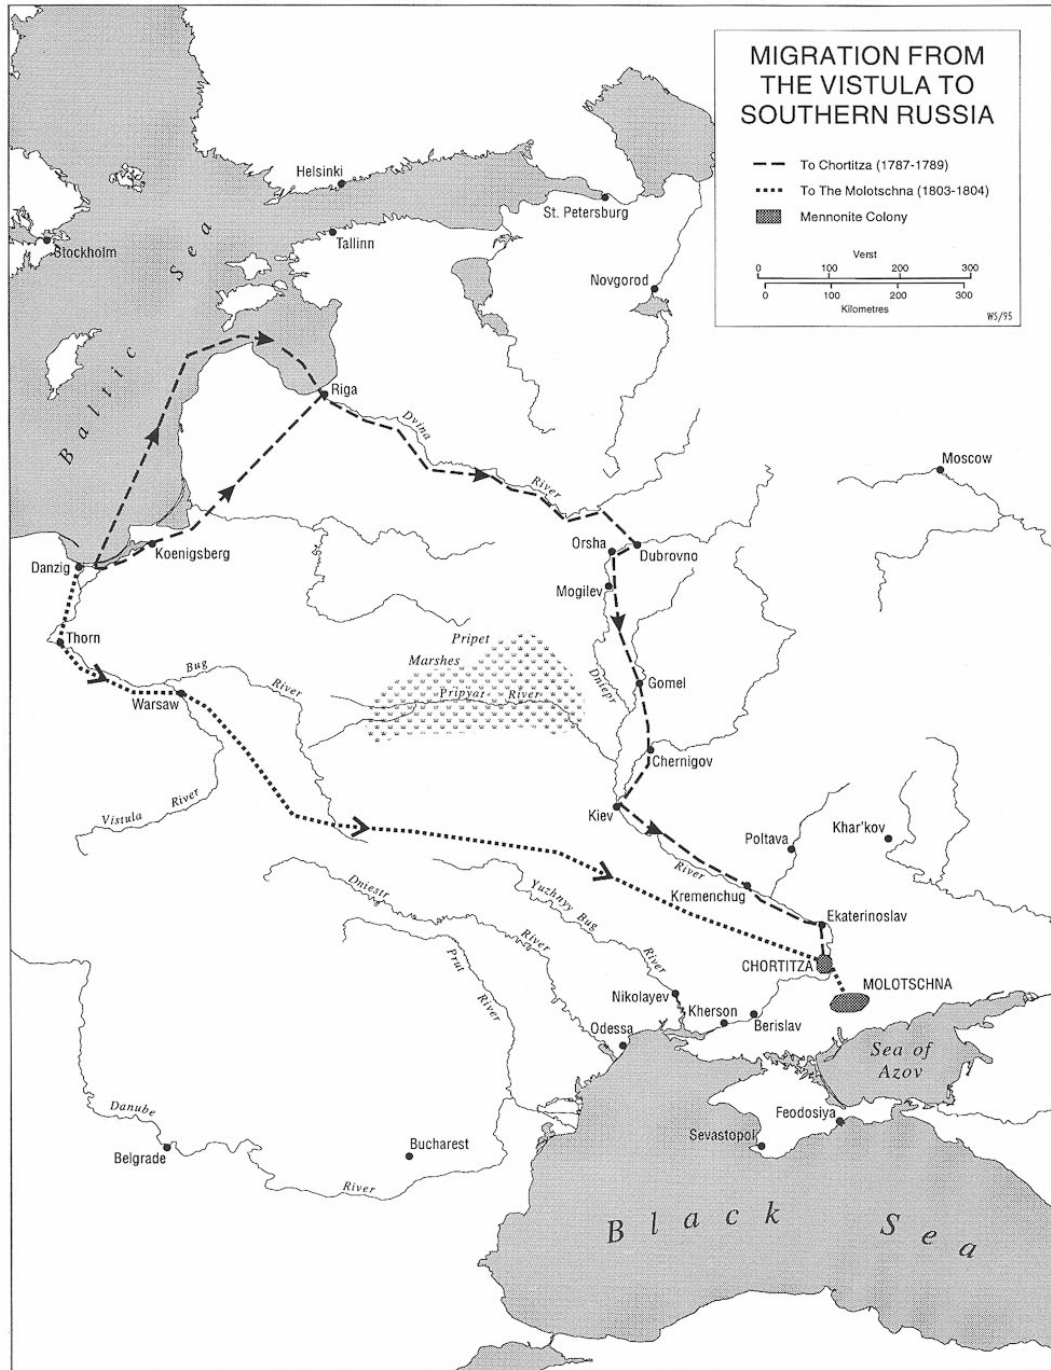 MIGRATION FROM
THE VISTULA TO
SOUTHERN RUSSIA
To Chortitza (1787-1789)
To The Molotschna (1803-1804)
Mennonite Colony
Verst
0 100 200 300
0 100 200 300
Kilometres
WS/95
Helsinki
St. Petersburg
Stockholm
Tallinn
Novgorod
Baltic Sea
Riga
Dvina
River
Moscow
Koenigsberg
Danzig
Orsha
Dubrovno
Mogilev
Thorn
Pripet
Marshes
Bug
River
Pripyat River
Dniepr
Gomel
Warsaw
Chernigov
Vistula River
Kiev
Poltava
Khar'kov
River
Kremenchug
Dniestr
River
Yuzhnyy Bug
River
Ekaterinoslav
Prut
River
CHORTITZA
MOLOTSCHNA
Nikolayev
Kherson
Berislav
Odessa
Sea of
Azov
Danube
Feodosiya
Belgrade
Bucharest
Sevastopol
River
Black Sea